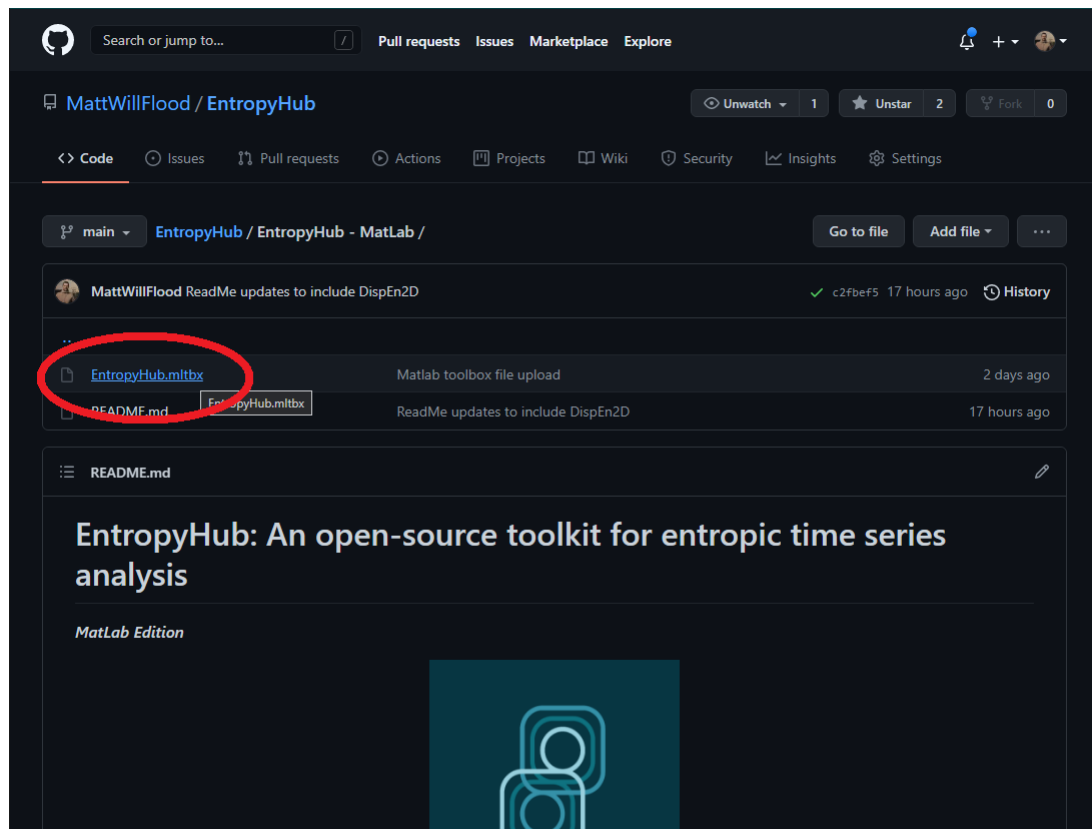 Search or jump to... / Pull requests Issues Marketplace Explore
MattWillFlood / EntropyHub Unwatch 1 Unstar 2 Fork 0
Code Issues Pull requests Actions Projects Wiki Security Insights Settings
main EntropyHub / EntropyHub - MatLab / Go to file Add file ...
MattWillFlood ReadMe updates to include DispEn2D c2fbef5 17 hours ago History
..
EntropyHub.mltbx Matlab toolbox file upload 2 days ago
EntropyHub.mltbx
README.md ReadMe updates to include DispEn2D 17 hours ago
README.md
EntropyHub: An open-source toolkit for entropic time series
analysis
MatLab Edition